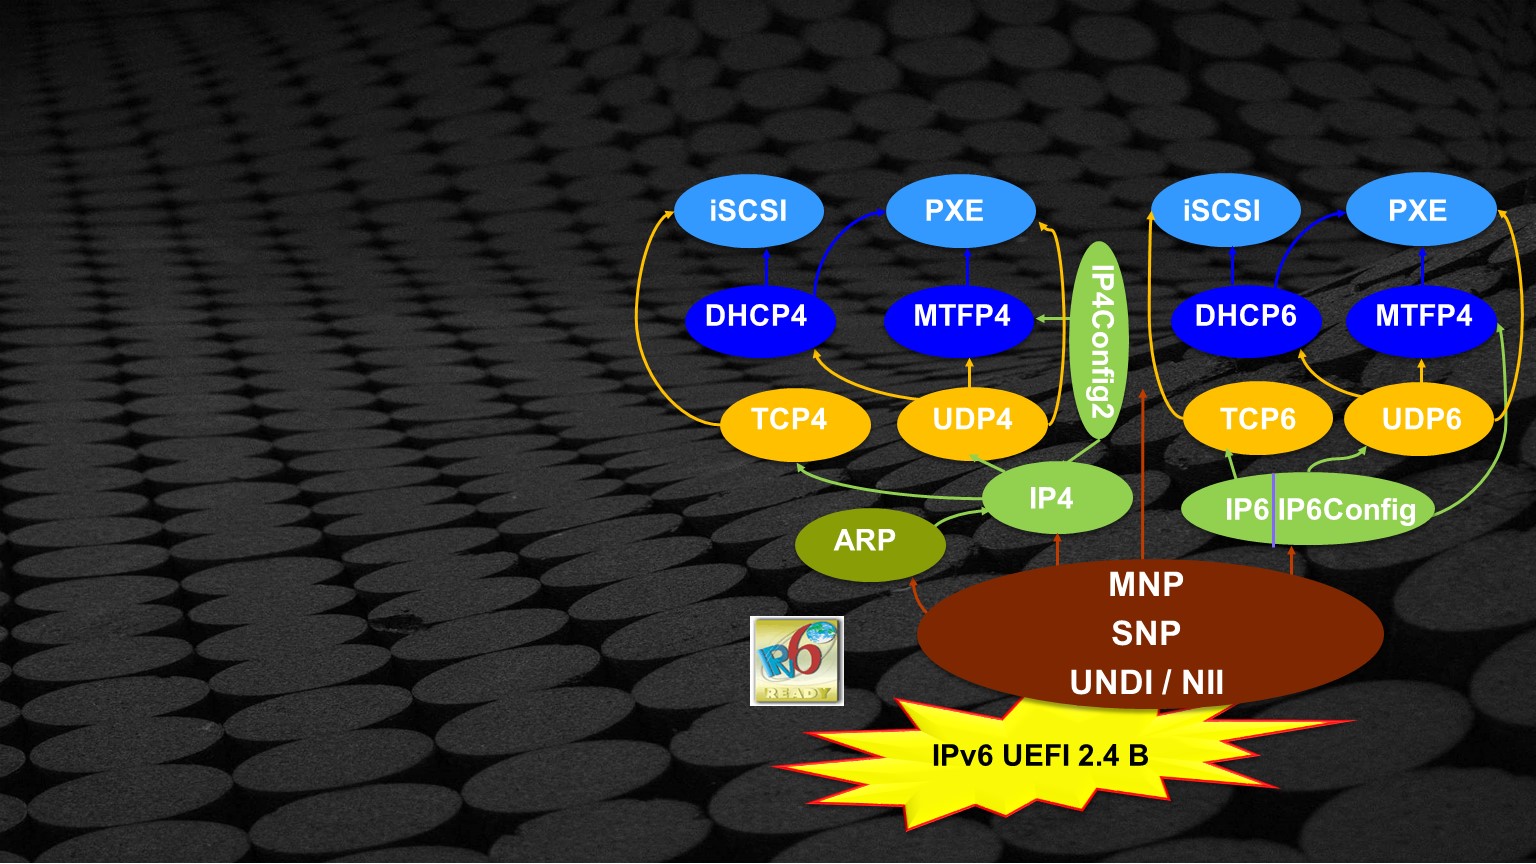 iSCSI
PXE
iSCSI
PXE
IP4Config2
DHCP4
MTFP4
DHCP6
MTFP4
TCP4
UDP4
TCP6
UDP6
IP4
IP6 IP6Config
ARP
MNP
SNP
UNDI / NII
IPv6
READY
IPv6 UEFI 2.4 B